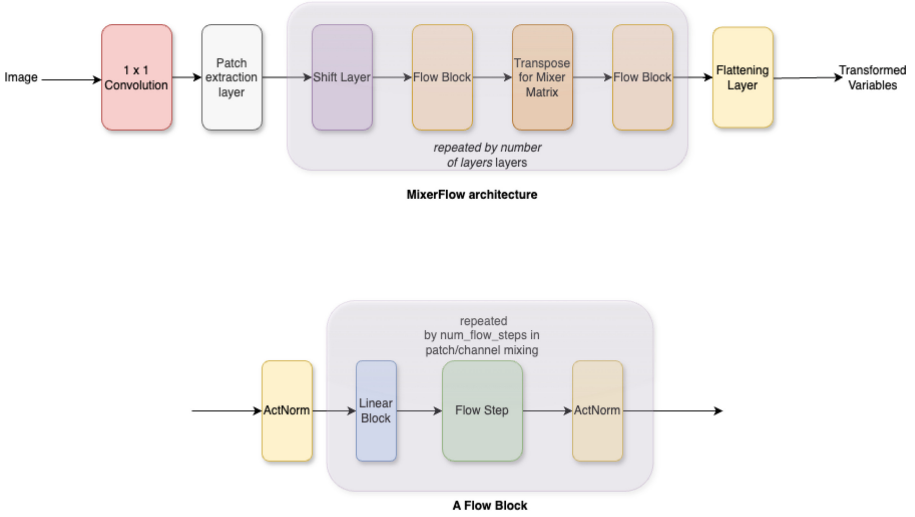 Image
1 x 1
Convolution
Patch
extraction
layer
Shift Layer
Flow Block
Transpose
for Mixer
Matrix
Flow Block
Flattening
Layer
Transformed
Variables
repeated by number
of layers layers
MixerFlow architecture
repeated
by num_flow_steps in
patch/channel mixing
ActNorm
Linear
Block
Flow Step
ActNorm
A Flow Block